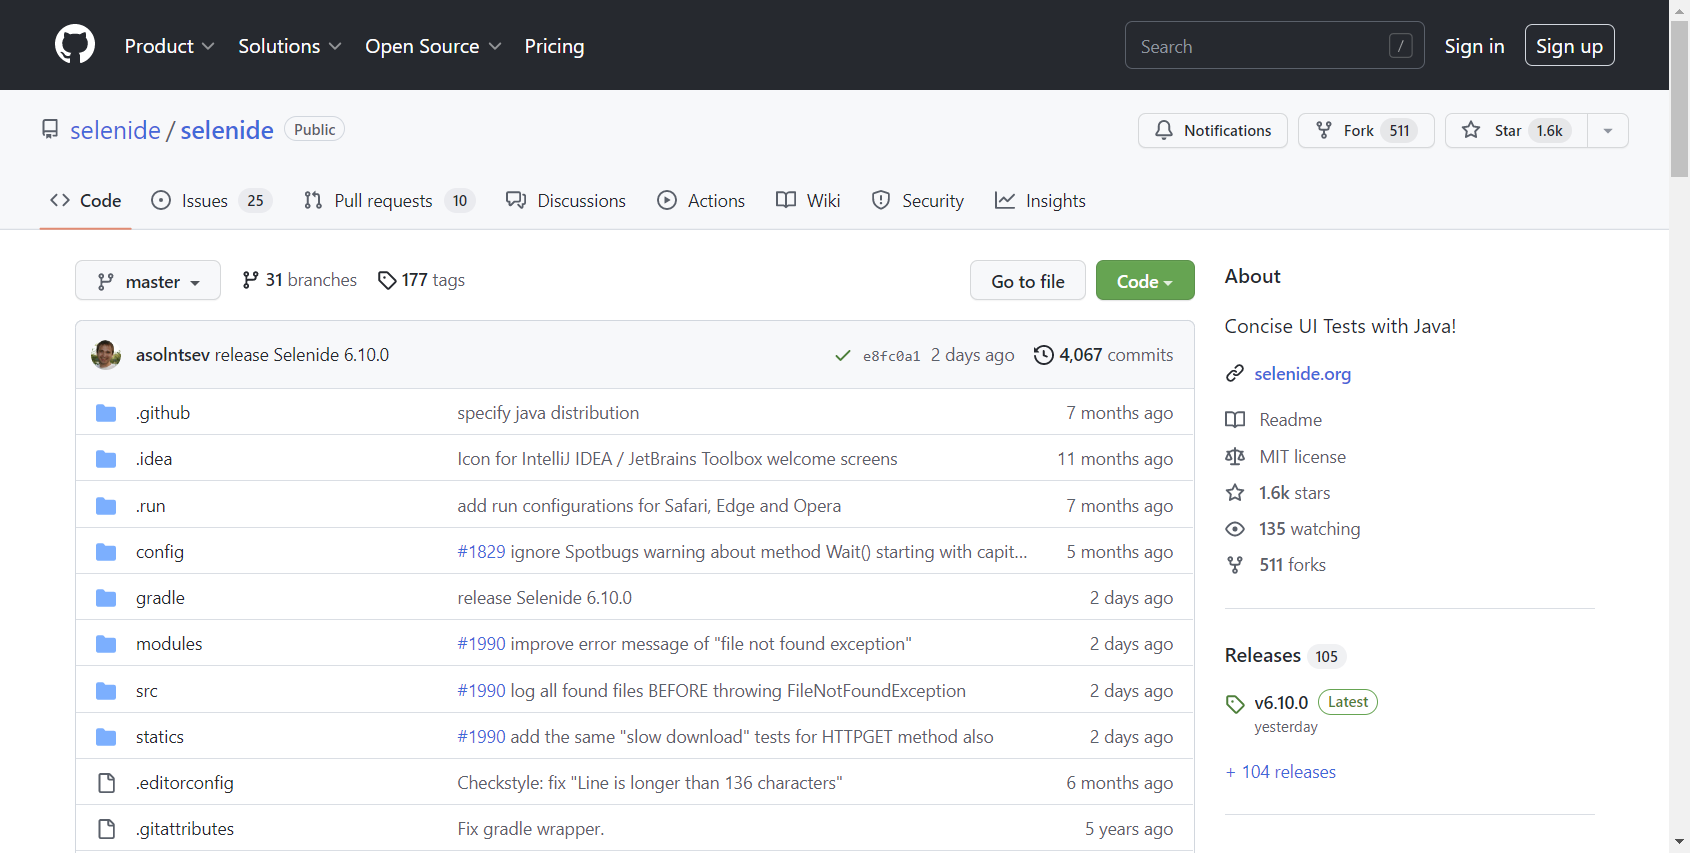 Product Solutions Open Source Pricing Search / Sign in Sign up
selenide / selenide Public Notifications Fork 511 Star 1.6k
Code Issues 25 Pull requests 10 Discussions Actions Wiki Security Insights
master 31 branches 177 tags Go to file Code
asolntsev release Selenide 6.10.0 e8fc0a1 2 days ago 4,067 commits
.github specify java distribution 7 months ago
.idea Icon for IntelliJ IDEA / JetBrains Toolbox welcome screens 11 months ago
.run add run configurations for Safari, Edge and Opera 7 months ago
config #1829 ignore Spotbugs warning about method Wait() starting with capit... 5 months ago
gradle release Selenide 6.10.0 2 days ago
modules #1990 improve error message of "file not found exception" 2 days ago
src #1990 log all found files BEFORE throwing FileNotFoundException 2 days ago
statics #1990 add the same "slow download" tests for HTTPGET method also 2 days ago
.editorconfig Checkstyle: fix "Line is longer than 136 characters" 6 months ago
.gitattributes Fix gradle wrapper. 5 years ago
About
Concise UI Tests with Java!
selenide.org
Readme
MIT license
1.6k stars
135 watching
511 forks
Releases 105
v6.10.0 Latest
yesterday
+ 104 releases